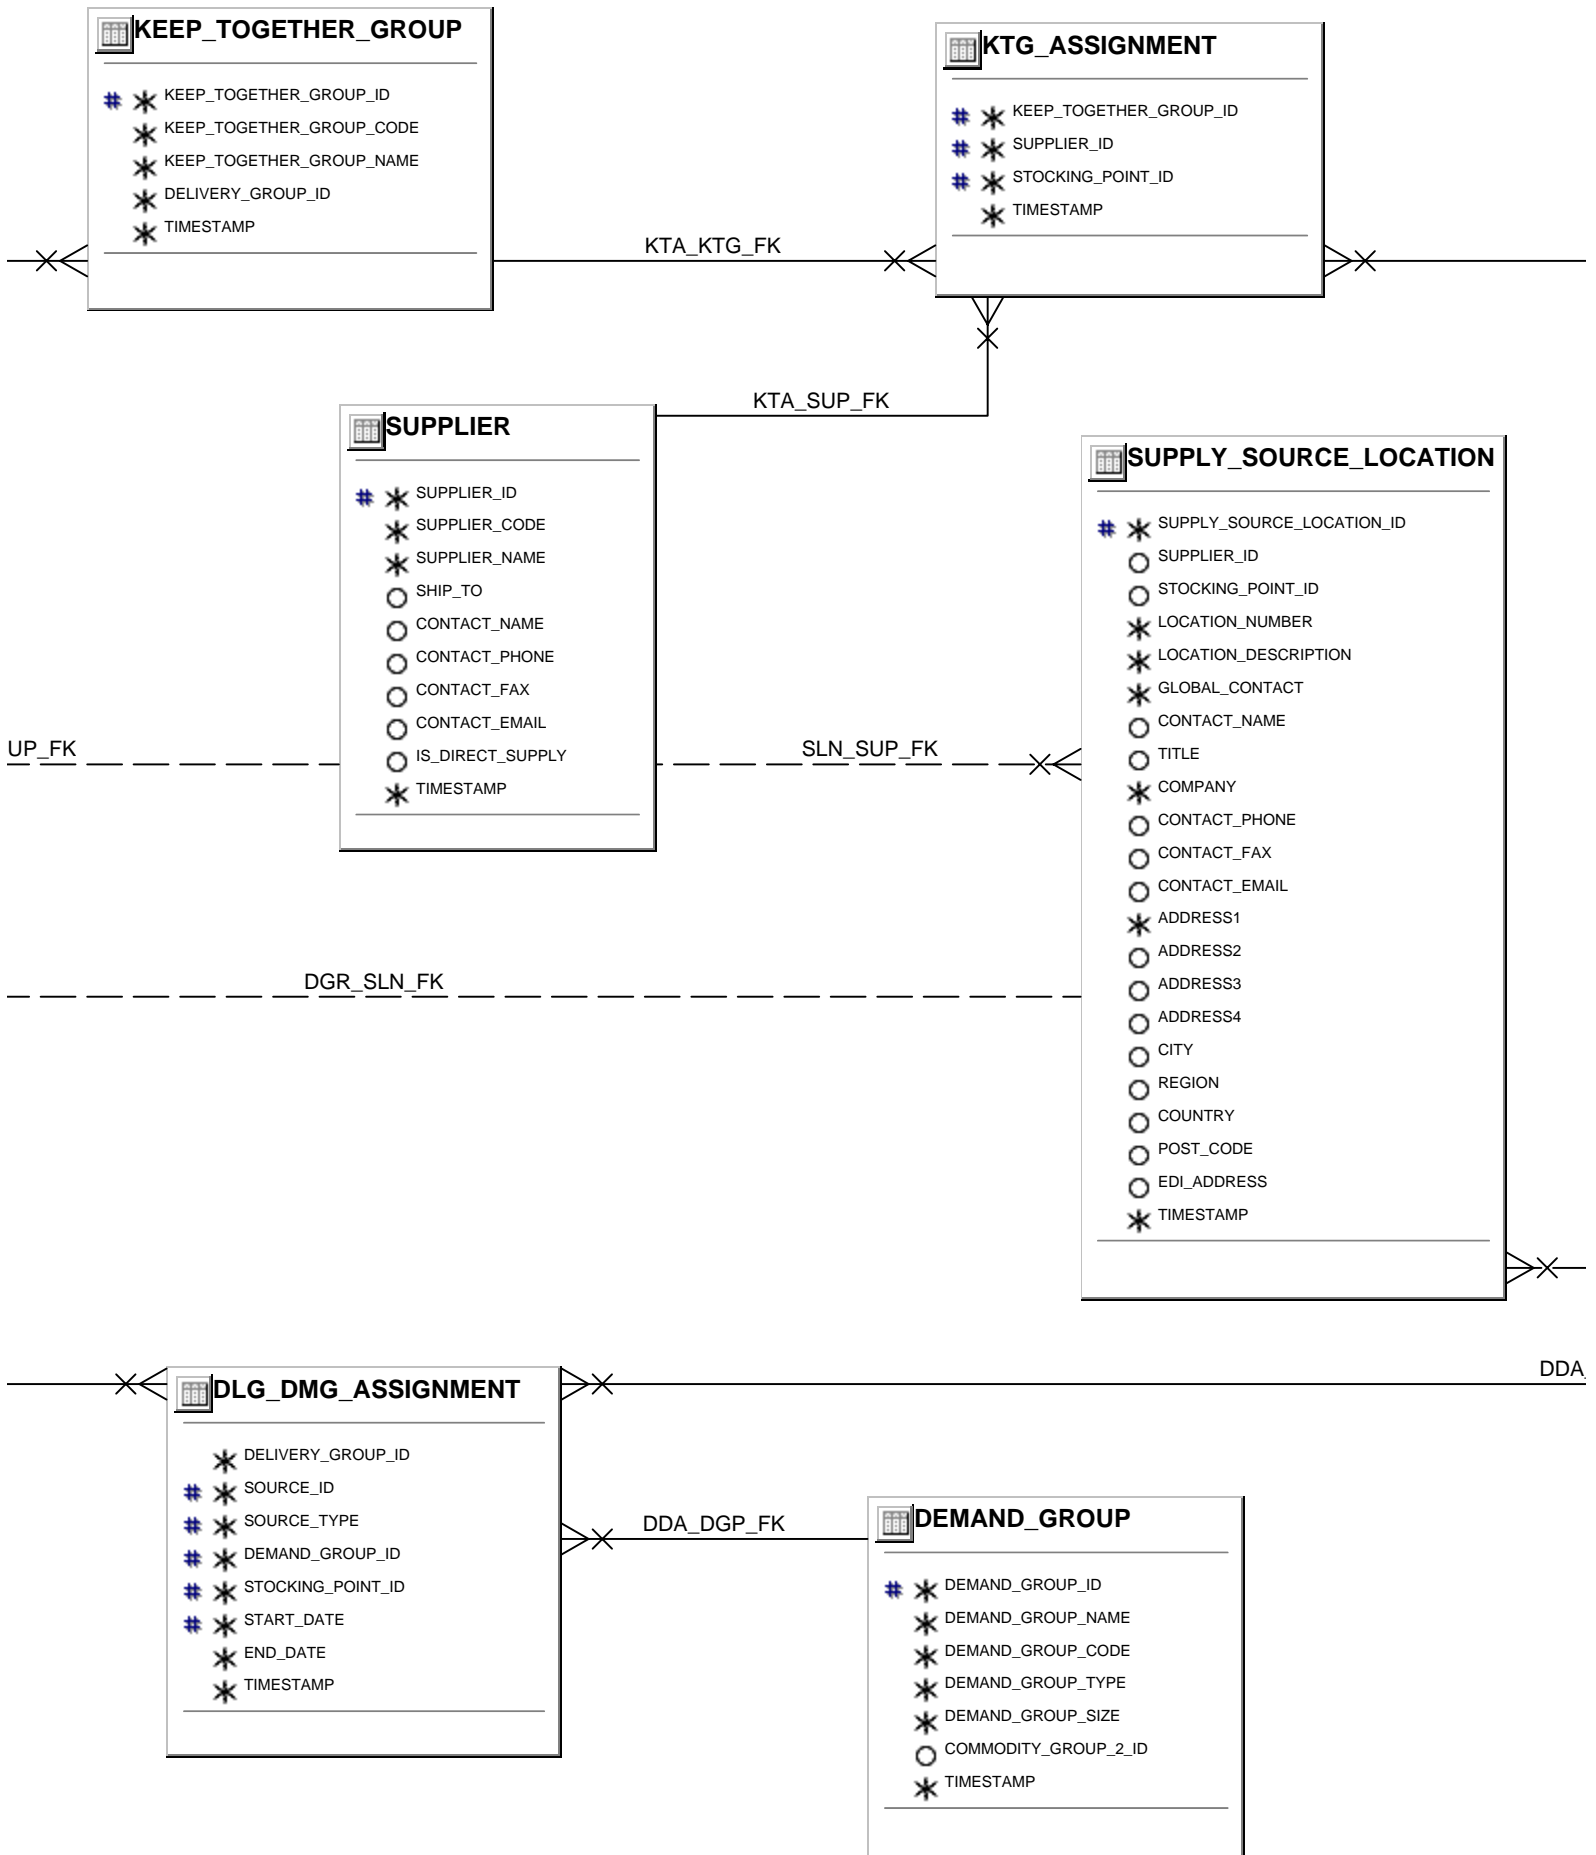 KEEP_TOGETHER_GROUP
# * KEEP_TOGETHER_GROUP_ID
* KEEP_TOGETHER_GROUP_CODE
* KEEP_TOGETHER_GROUP_NAME
* DELIVERY_GROUP_ID
* TIMESTAMP
KTA_KTG_FK
KTG_ASSIGNMENT
# * KEEP_TOGETHER_GROUP_ID
# * SUPPLIER_ID
# * STOCKING_POINT_ID
* TIMESTAMP
KTA_SUP_FK
SUPPLIER
# * SUPPLIER_ID
* SUPPLIER_CODE
* SUPPLIER_NAME
SHIP_TO
CONTACT_NAME
CONTACT_PHONE
CONTACT_FAX
CONTACT_EMAIL
IS_DIRECT_SUPPLY
* TIMESTAMP
UP_FK
SLN_SUP_FK
SUPPLY_SOURCE_LOCATION
# * SUPPLY_SOURCE_LOCATION_ID
SUPPLIER_ID
STOCKING_POINT_ID
* LOCATION_NUMBER
* LOCATION_DESCRIPTION
* GLOBAL_CONTACT
CONTACT_NAME
TITLE
* COMPANY
CONTACT_PHONE
CONTACT_FAX
CONTACT_EMAIL
* ADDRESS1
ADDRESS2
ADDRESS3
ADDRESS4
CITY
REGION
COUNTRY
POST_CODE
EDI_ADDRESS
* TIMESTAMP
DGR_SLN_FK
DLG_DMG_ASSIGNMENT
* DELIVERY_GROUP_ID
# * SOURCE_ID
# * SOURCE_TYPE
# * DEMAND_GROUP_ID
# * STOCKING_POINT_ID
# * START_DATE
* END_DATE
* TIMESTAMP
DDA_
DDA_DGP_FK
DEMAND_GROUP
# * DEMAND_GROUP_ID
* DEMAND_GROUP_NAME
* DEMAND_GROUP_CODE
* DEMAND_GROUP_TYPE
* DEMAND_GROUP_SIZE
COMMODITY_GROUP_2_ID
* TIMESTAMP